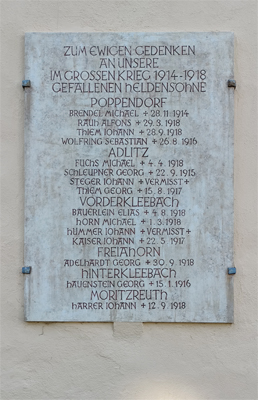 ZUM EWIGEN GEDENKEN
AN UNSERE
IM GROSSEN KRIEG 1914-1918
GEFALLENEN HELDENSÖHNE
POPPENDORF
BRENDEL MICHAEL + 28.11.1914
RAUH ALFONS + 29.3.1918
THIEM JOHANN + 28.9.1918
WOLFRING SEBASTIAN + 26.8.1916
ADLITZ
FUCHS MICHAEL + 4.4.1918
SCHLEUPNER GEORG + 22.9.1915
STEGER JOHANN + VERMISST +
THIEM GEORG + 15.8.1917
VORDERKLEEBACH
BAUERLEIN ELIAS + 4.8.1918
HORN MICHAEL + 1.3.1918
HUMMER JOHANN + VERMISST +
KAISER JOHANN + 22.5.1917
FREIAHORN
ADELHARDT GEORG + 30.9.1918
HINTERKLEEBACH
HAUENSTEIN GEORG + 15.1.1916
MORITZREUTH
HARRER JOHANN + 12.9.1918